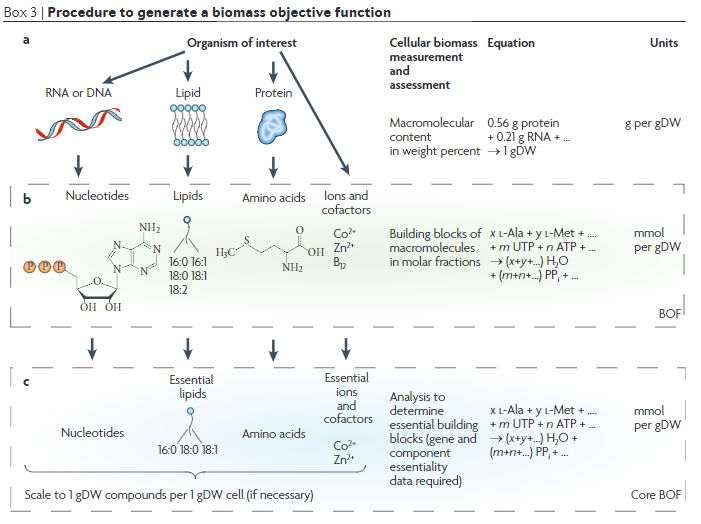 Box 3 | Procedure to generate a biomass objective function
a
Organism of interest
Cellular biomass
measurement
and
assessment
Equation
Units
RNA or DNA
Lipid
Protein
Macromolecular
content
in weight percent
0.56 g protein
+ 0.21 g RNA + ...
→ 1 gDW
g per gDW
b
Nucleotides
Lipids
Amino acids
Ions and
cofactors
P P P
NH₂
N
N
N
N
O
OH OH
16:0 16:1
18:0 18:1
18:2
H₃C
S
O
OH
NH₂
Co²⁺
Zn²⁺
B₁₂
Building blocks of
macromolecules
in molar fractions
x L-Ala + y L-Met + ....
+ m UTP + n ATP + ...
→ (x+y+...) H₂O
+ (m+n+...) PPᵢ + ...
mmol
per gDW
BOF
c
Nucleotides
Essential
lipids
16:0 18:0 18:1
Amino acids
Essential
ions
and
cofactors
Co²⁺
Zn²⁺
Analysis to
determine
essential building
blocks (gene and
component
essentiality
data required)
x L-Ala + y L-Met + ....
+ m UTP + n ATP + ...
→ (x+y+...) H₂O +
(m+n+...) PPᵢ + ...
mmol
per gDW
Scale to 1 gDW compounds per 1 gDW cell (if necessary)
Core BOF